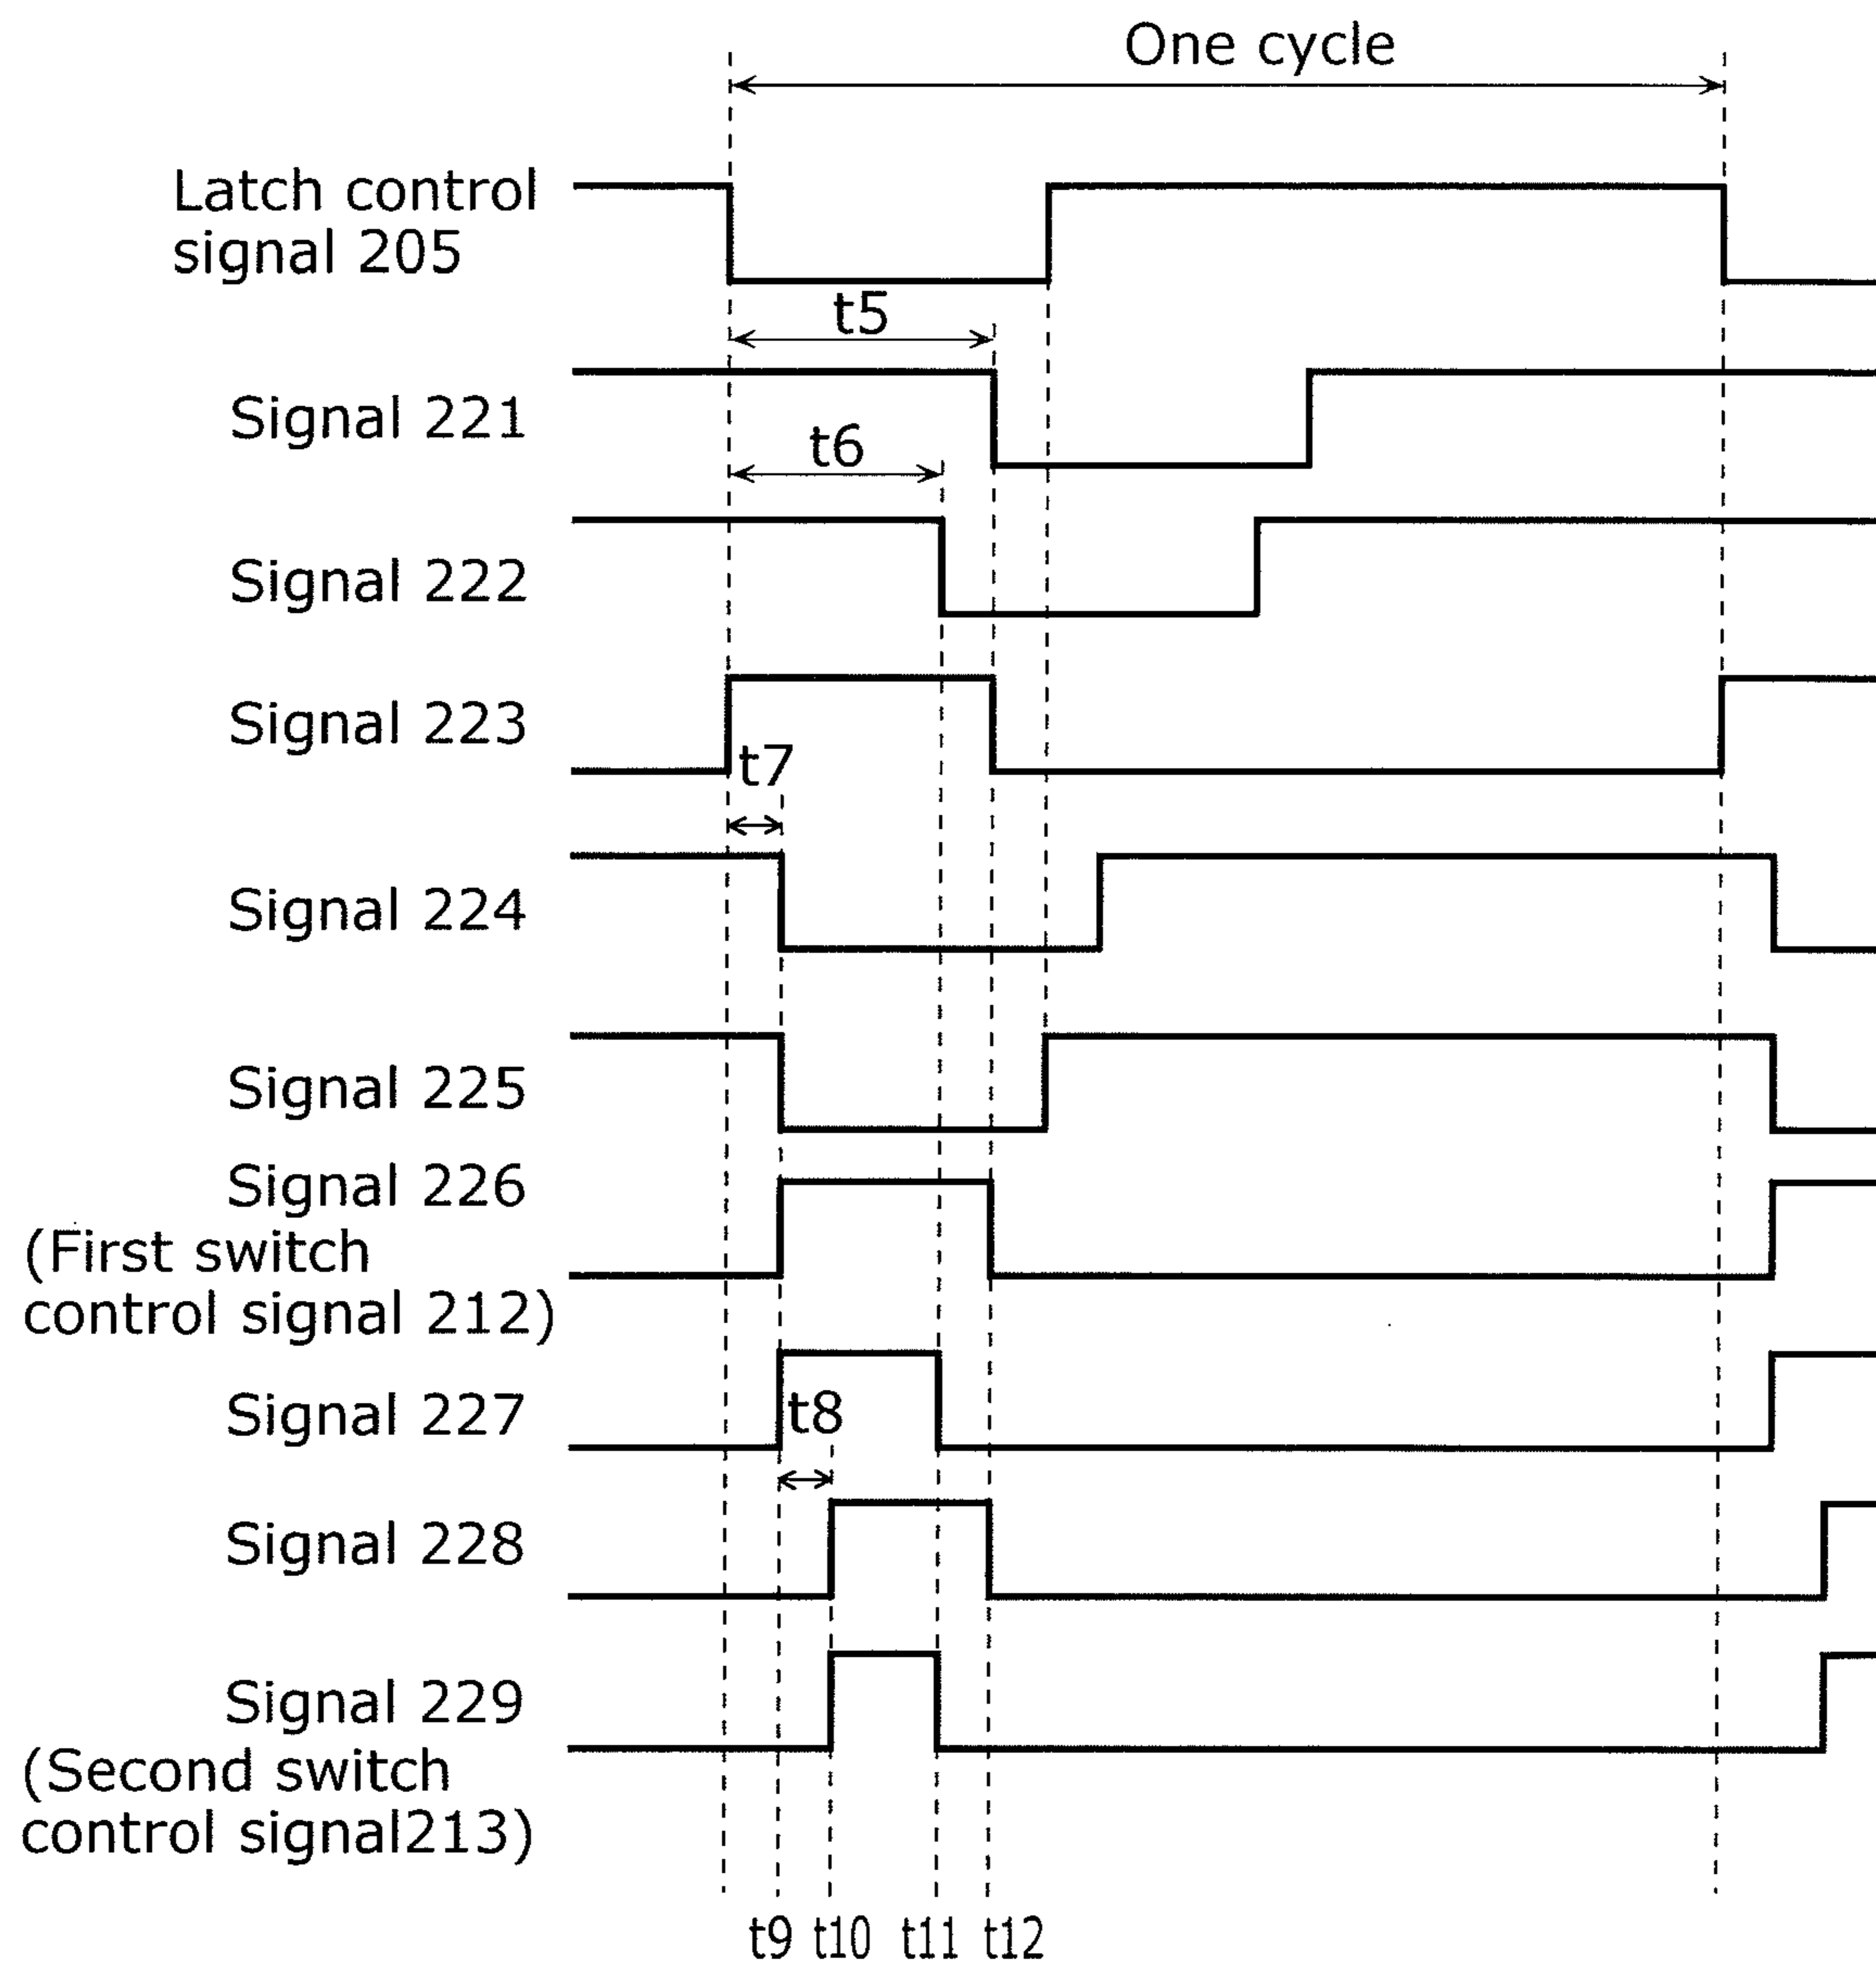 One cycle
Latch control
signal 205
t5
Signal 221
t6
Signal 222
Signal 223
t7
Signal 224
Signal 225
Signal 226
(First switch
control signal 212)
Signal 227
t8
Signal 228
Signal 229
(Second switch
control signal213)
t9 t10 t11 t12